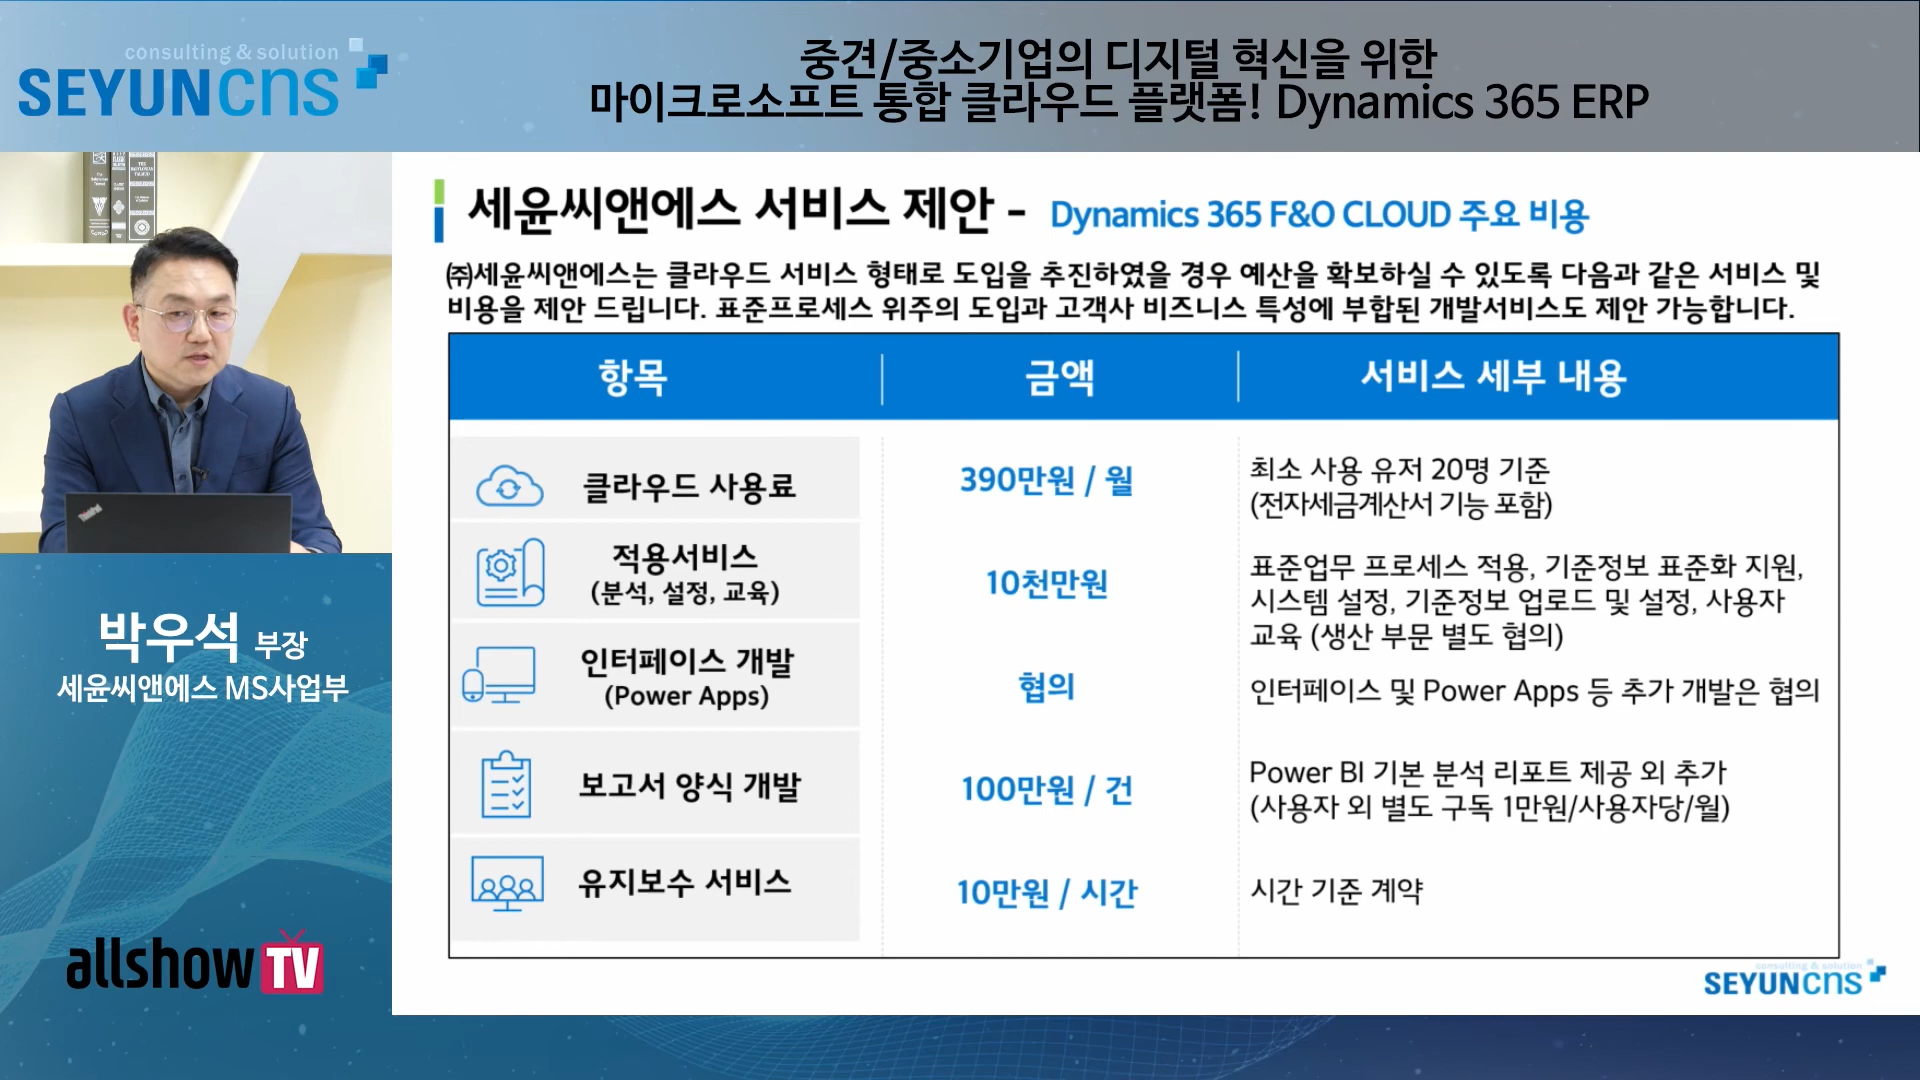 consulting & solution
SEYUNCNS
중견/중소기업의 디지털 혁신을 위한
마이크로소프트 통합 클라우드 플랫폼! Dynamics 365 ERP
세윤씨앤에스 서비스 제안 - Dynamics 365 F&O CLOUD 주요 비용
㈜세윤씨앤에스는 클라우드 서비스 형태로 도입을 추진하였을 경우 예산을 확보하실 수 있도록 다음과 같은 서비스 및
비용을 제안 드립니다. 표준프로세스 위주의 도입과 고객사 비즈니스 특성에 부합된 개발서비스도 제안 가능합니다.
항목 금액 서비스 세부 내용
클라우드 사용료
390만원 / 월
최소 사용 유저 20명 기준
(전자세금계산서 기능 포함)
적용서비스
(분석, 설정, 교육)
10천만원
표준업무 프로세스 적용, 기준정보 표준화 지원,
시스템 설정, 기준정보 업로드 및 설정, 사용자
교육 (생산 부문 별도 협의)
인터페이스 개발
(Power Apps)
협의
인터페이스 및 Power Apps 등 추가 개발은 협의
보고서 양식 개발
100만원 / 건
Power BI 기본 분석 리포트 제공 외 추가
(사용자 외 별도 구독 1만원/사용자당/월)
유지보수 서비스
10만원 / 시간
시간 기준 계약
박우석 부장
세윤씨앤에스 MS사업부
allshow TV
consulting & solution
SEYUNCNS